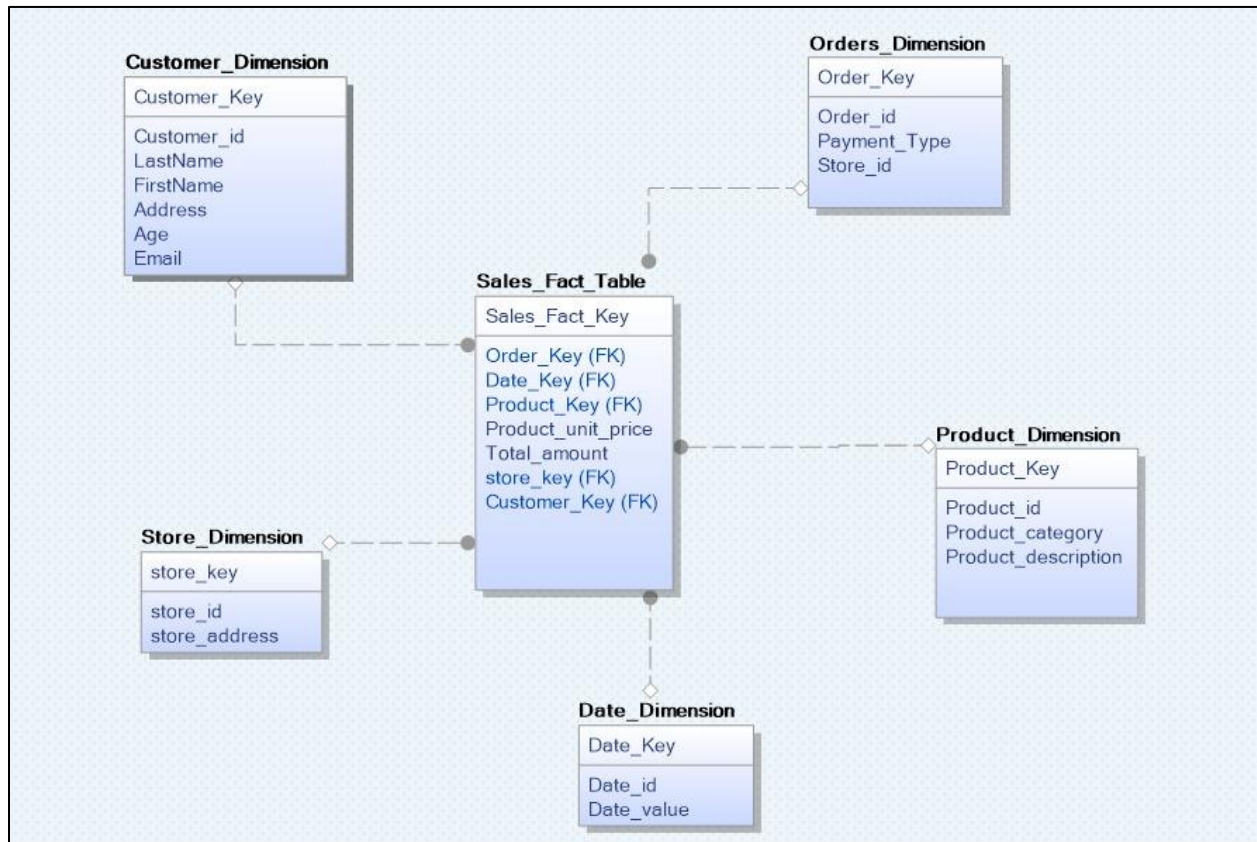 Customer_Dimension
Customer_Key
Customer_id
LastName
FirstName
Address
Age
Email
Orders_Dimension
Order_Key
Order_id
Payment_Type
Store_id
Sales_Fact_Table
Sales_Fact_Key
Order_Key (FK)
Date_Key (FK)
Product_Key (FK)
Product_unit_price
Total_amount
store_key (FK)
Customer_Key (FK)
Product_Dimension
Product_Key
Product_id
Product_category
Product_description
Store_Dimension
store_key
store_id
store_address
Date_Dimension
Date_Key
Date_id
Date_value